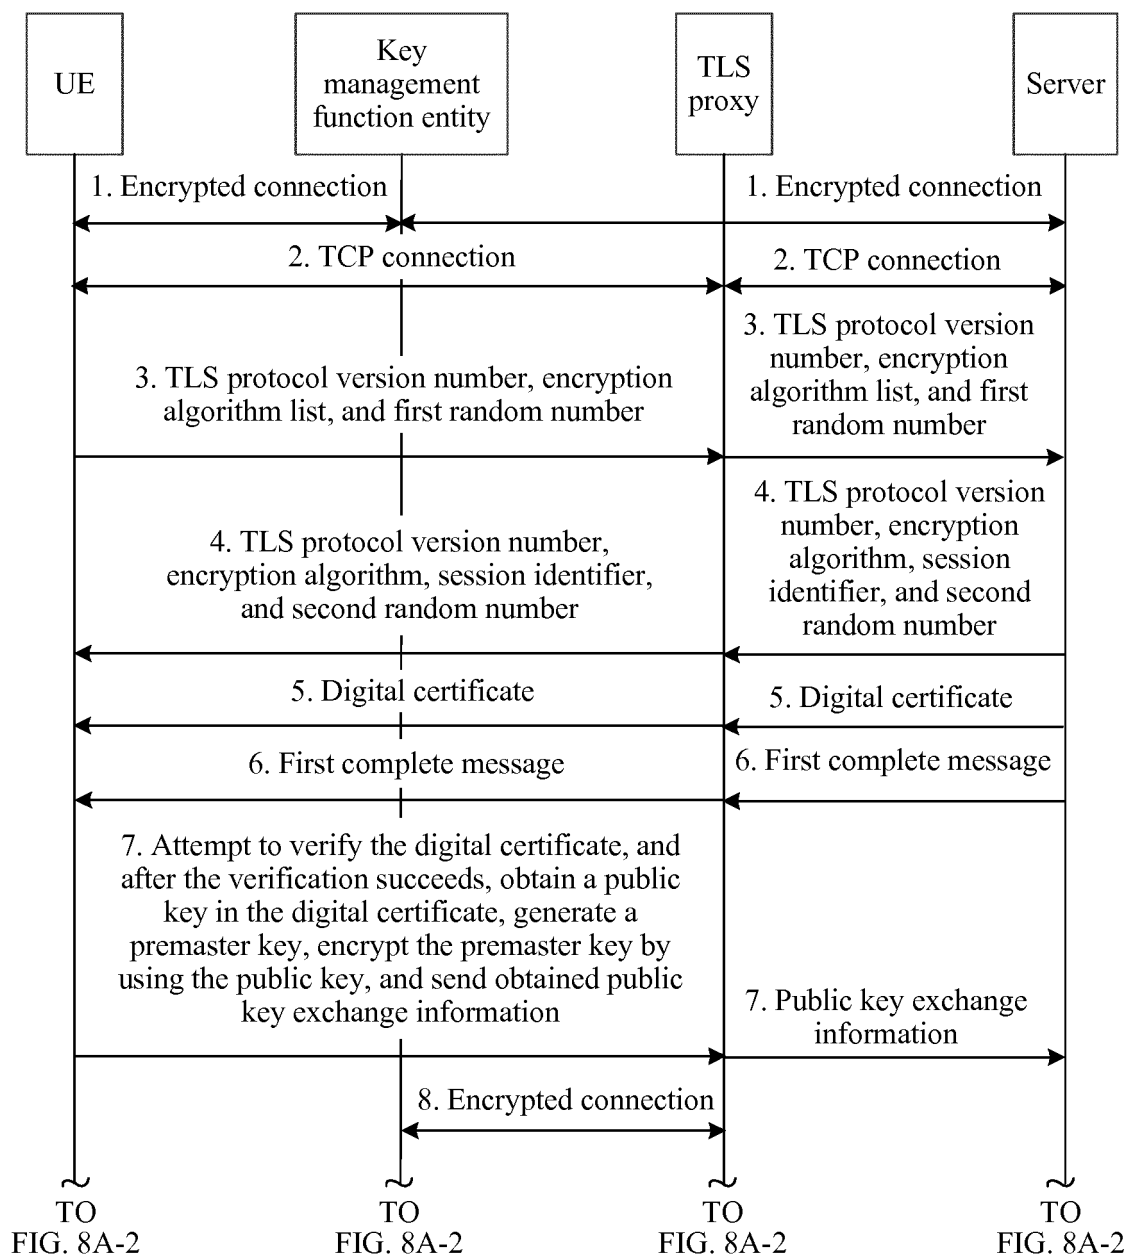 UE
Key
management
function entity
TLS
proxy
Server
1. Encrypted connection
1. Encrypted connection
2. TCP connection
2. TCP connection
3. TLS protocol version number, encryption
algorithm list, and first random number
3. TLS protocol version
number, encryption
algorithm list, and first
random number
4. TLS protocol version number,
encryption algorithm, session identifier,
and second random number
4. TLS protocol version
number, encryption
algorithm, session
identifier, and second
random number
5. Digital certificate
5. Digital certificate
6. First complete message
6. First complete message
7. Attempt to verify the digital certificate, and
after the verification succeeds, obtain a public
key in the digital certificate, generate a
premaster key, encrypt the premaster key by
using the public key, and send obtained public
key exchange information
7. Public key exchange
information
8. Encrypted connection
TO
FIG. 8A-2
TO
FIG. 8A-2
TO
FIG. 8A-2
TO
FIG. 8A-2